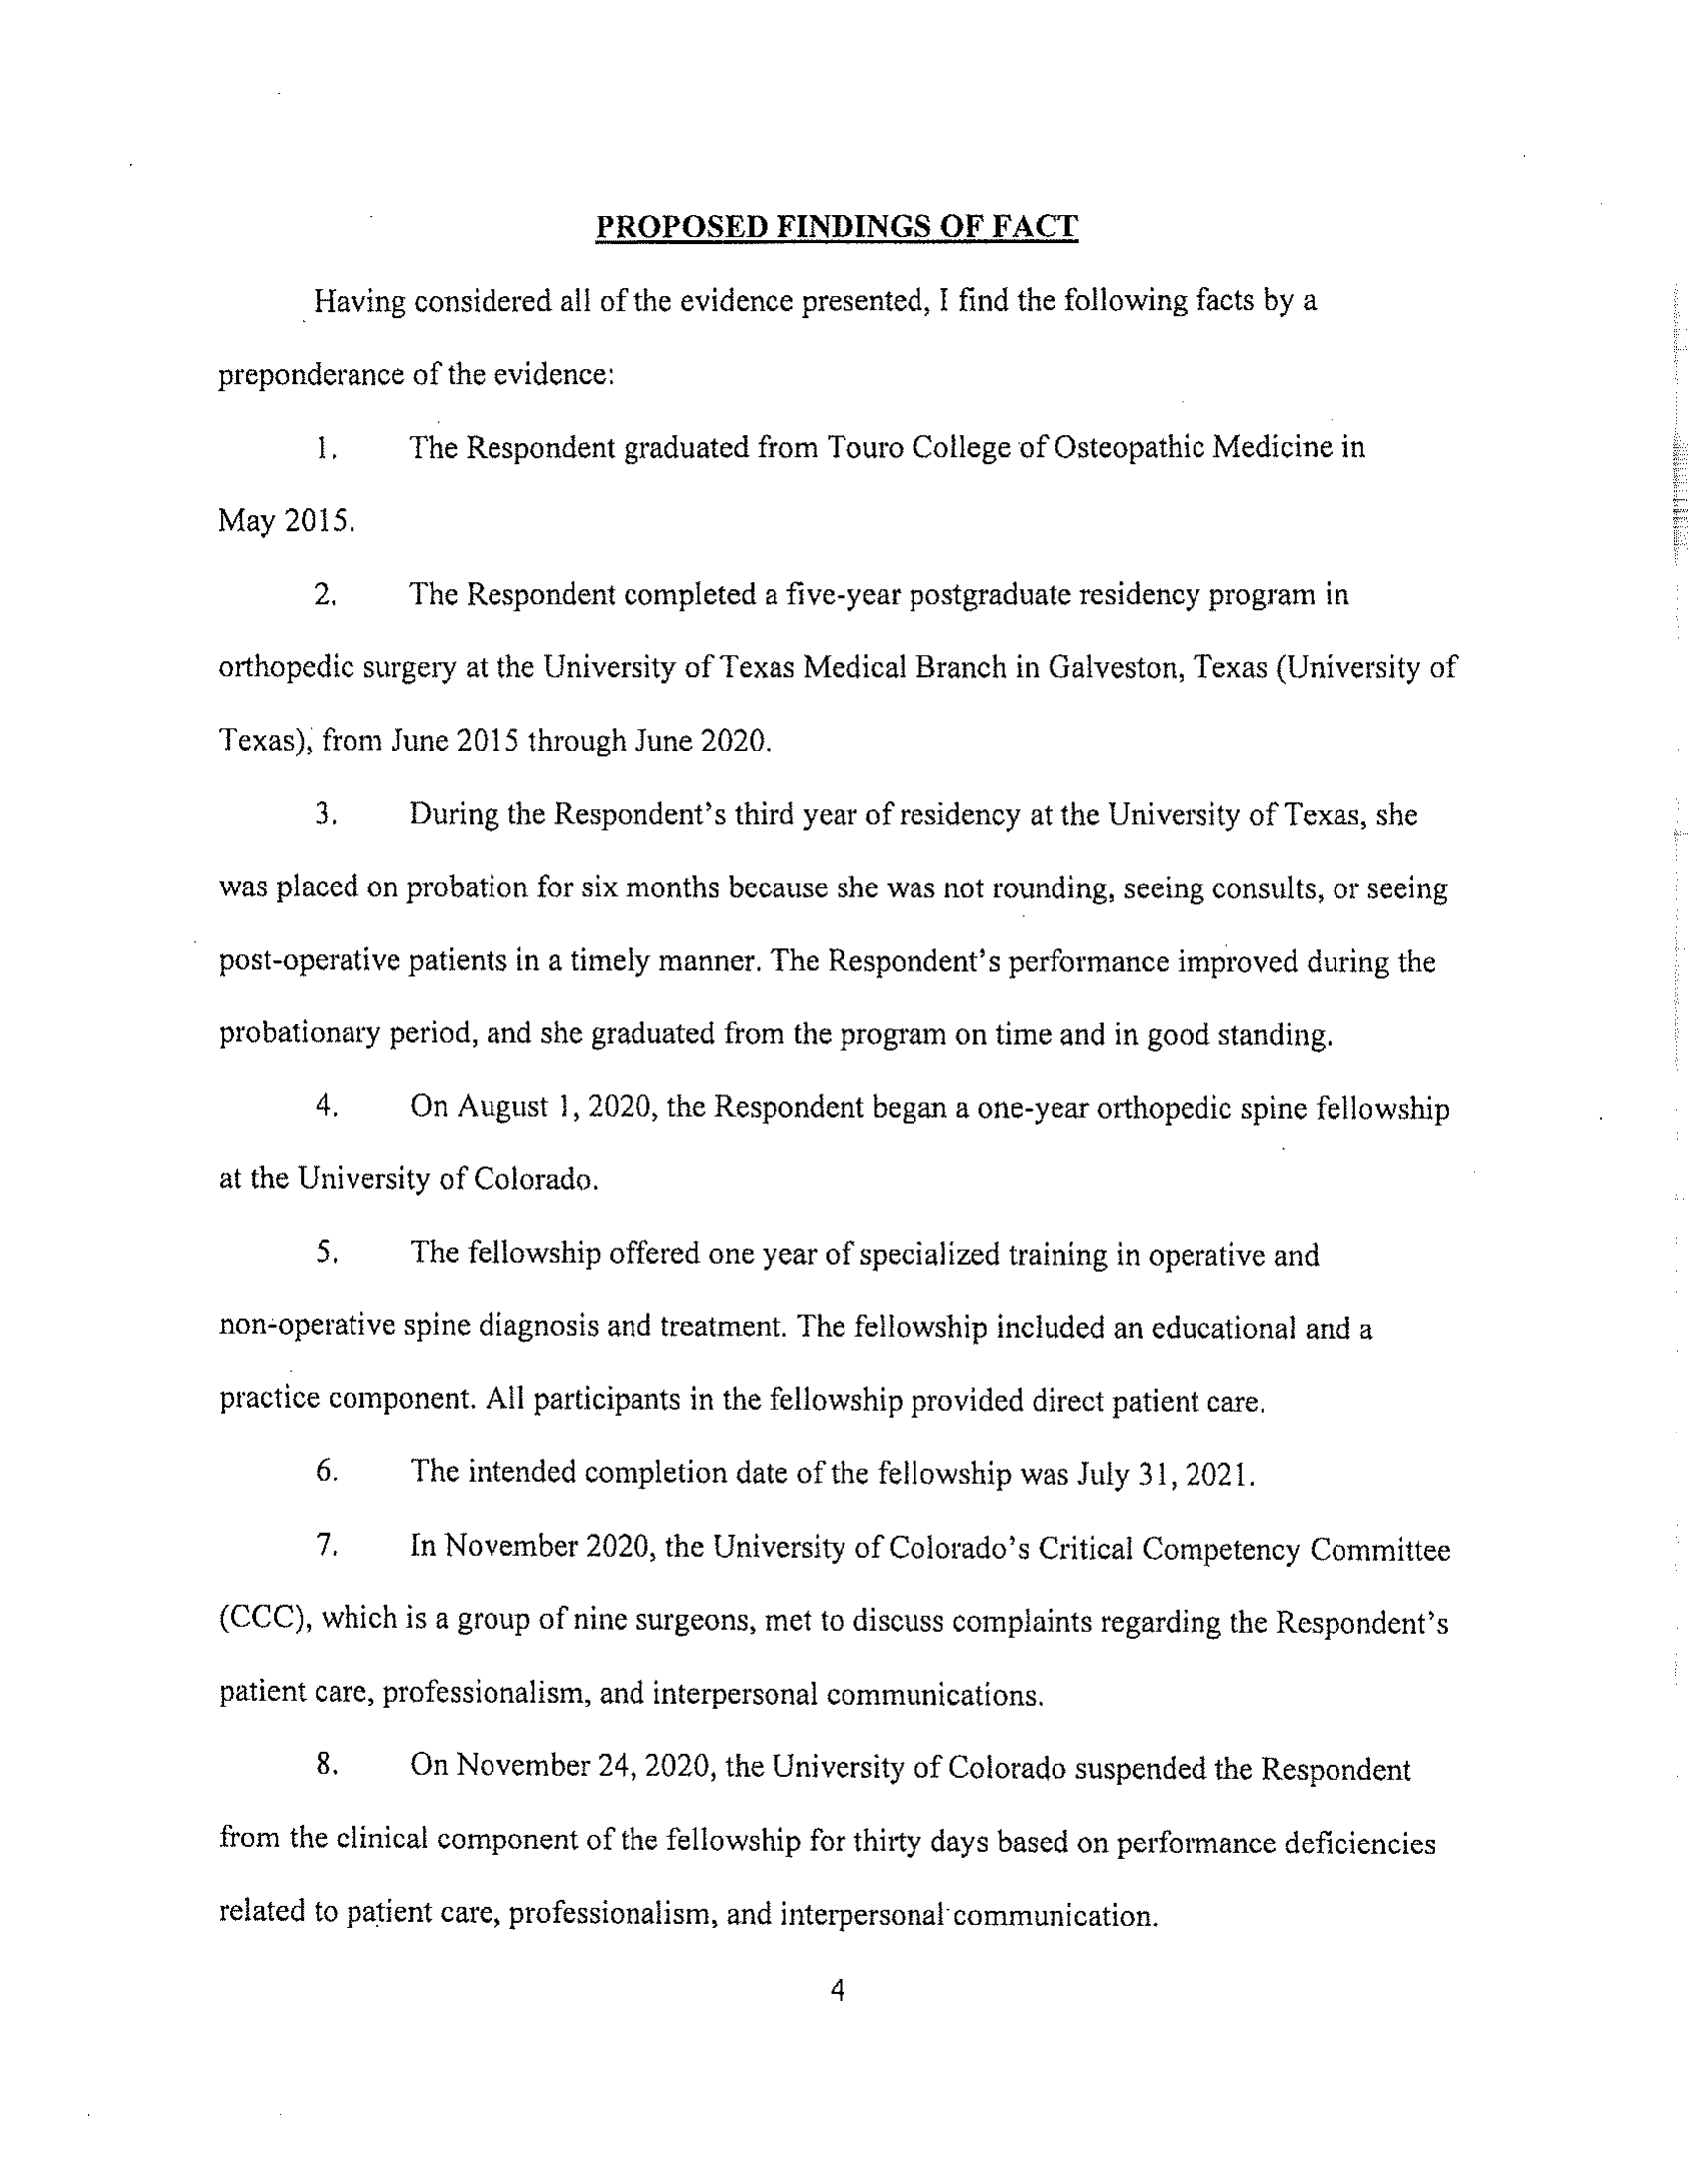 PROPOSED FINDINGS OF FACT
Having considered all of the evidence presented, I find the following facts by a
preponderance of the evidence:
1. The Respondent graduated from Touro College of Osteopathic Medicine in
May 2015.
2. The Respondent completed a five-year postgraduate residency program in
orthopedic surgery at the University of Texas Medical Branch in Galveston, Texas (University of
Texas), from June 2015 through June 2020.
3. During the Respondent's third year of residency at the University of Texas, she
was placed on probation for six months because she was not rounding, seeing consults, or seeing
post-operative patients in a timely manner. The Respondent's performance improved during the
probationary period, and she graduated from the program on time and in good standing.
4. On August 1, 2020, the Respondent began a one-year orthopedic spine fellowship
at the University of Colorado.
5. The fellowship offered one year of specialized training in operative and
non-operative spine diagnosis and treatment. The fellowship included an educational and a
practice component. All participants in the fellowship provided direct patient care.
6. The intended completion date of the fellowship was July 31, 2021.
7. In November 2020, the University of Colorado's Critical Competency Committee
(CCC), which is a group of nine surgeons, met to discuss complaints regarding the Respondent's
patient care, professionalism, and interpersonal communications.
8. On November 24, 2020, the University of Colorado suspended the Respondent
from the clinical component of the fellowship for thirty days based on performance deficiencies
related to patient care, professionalism, and interpersonal communication.
4